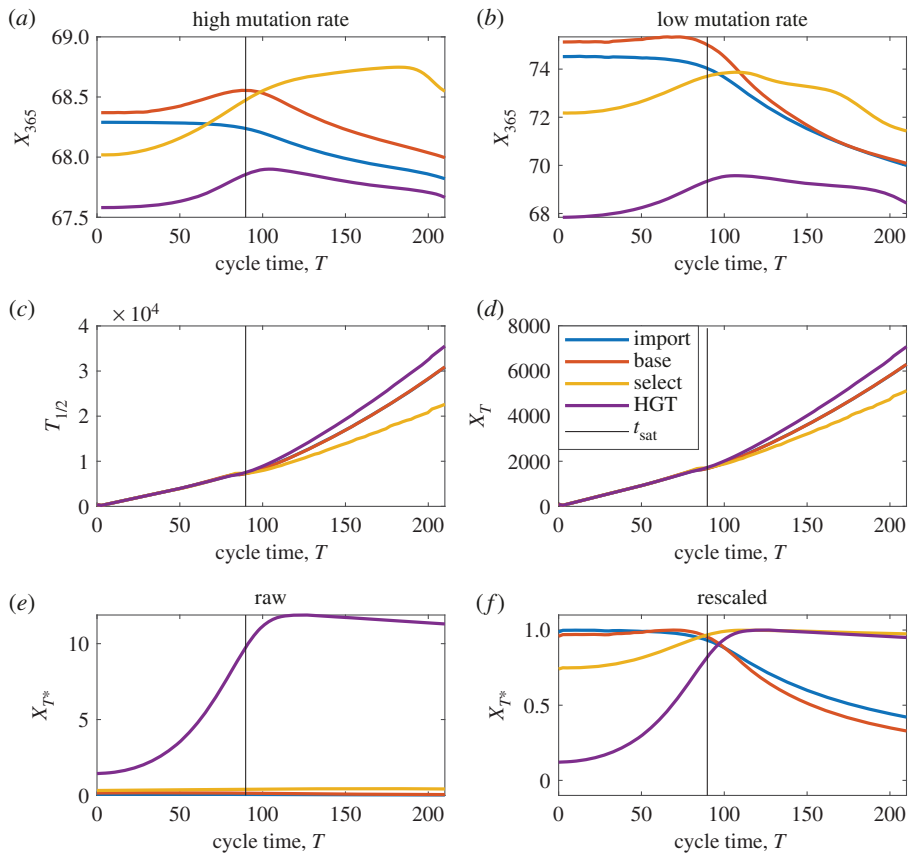 (a) high mutation rate
69.0
68.5
68.0
67.5
X365
0 50 100 150 200
cycle time, T
(b) low mutation rate
74
72
70
68
X365
0 50 100 150 200
cycle time, T
(c) × 10⁴
4
3
2
1
0
T1/2
0 50 100 150 200
cycle time, T
(d)
8000
6000
4000
2000
0
XT
import
base
select
HGT
tsat
0 50 100 150 200
cycle time, T
(e) raw
10
5
0
XT*
0 50 100 150 200
cycle time, T
(f) rescaled
1.0
0.5
0
XT*
0 50 100 150 200
cycle time, T